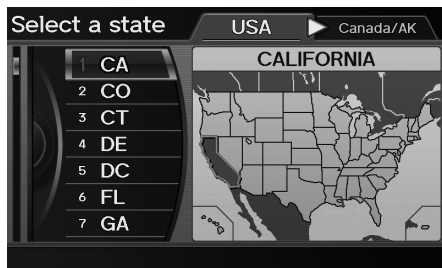 Select a state
USA
Canada/AK
1 CA
2 CO
3 CT
4 DE
5 DC
6 FL
7 GA
CALIFORNIA